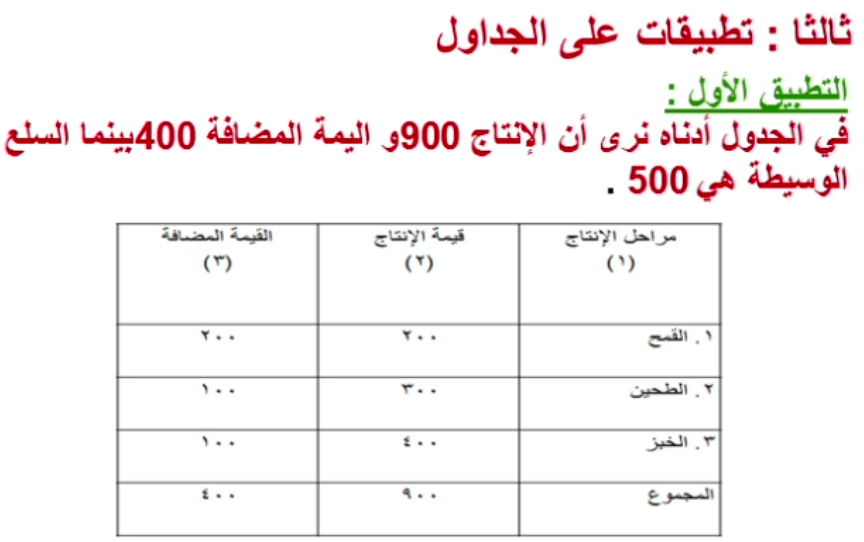 ثالثا : تطبيقات على الجداول
التطبيق الأول :
في الجدول أدناه نرى أن الإنتاج 900و اليمة المضافة 400بينما السلع
الوسيطة هي 500 .
مراحل الإنتاج قيمة الإنتاج القيمة المضافة
(١) (٢) (٣)
١. القمح ٢٠٠ ٢٠٠
٢. الطحين ٣٠٠ ١٠٠
٣. الخبز ٤٠٠ ١٠٠
المجموع ٩٠٠ ٤٠٠